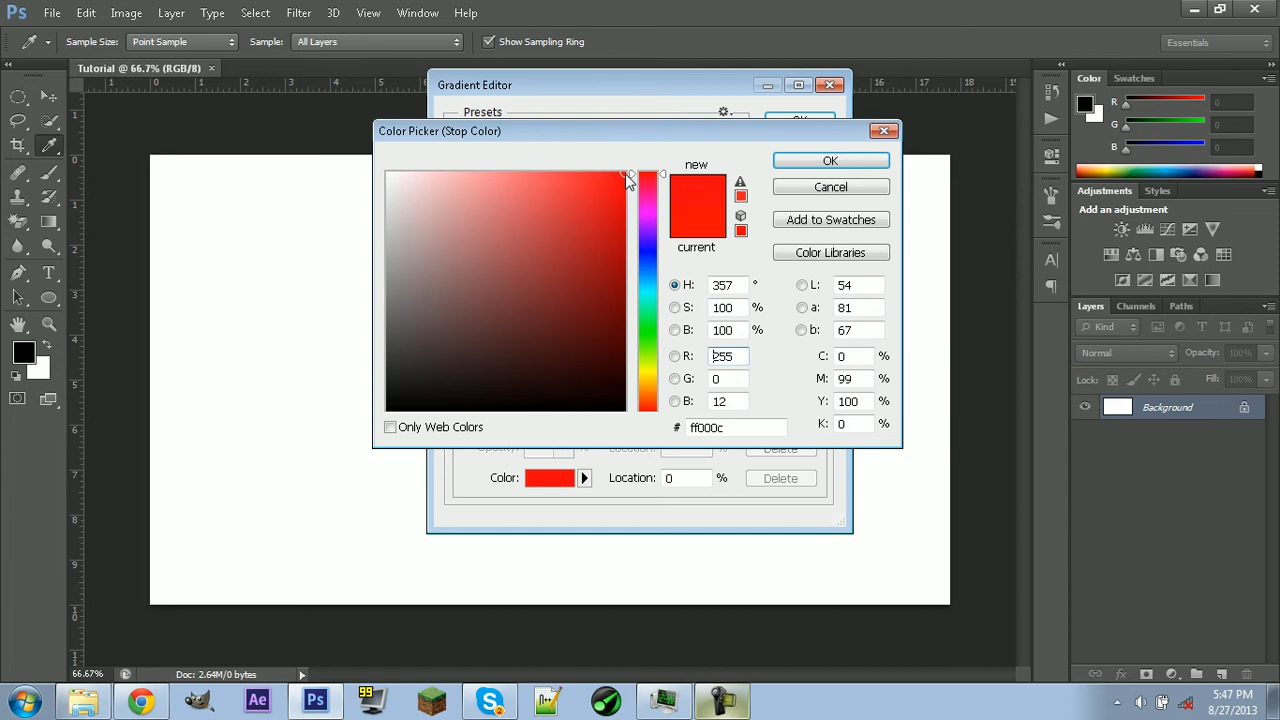 Ps File Edit Image Layer Type Select Filter 3D View Window Help
Sample Size: Point Sample Sample: All Layers Show Sampling Ring Essentials
Tutorial @ 66.7% (RGB/8) ×
Gradient Editor
Presets
Color Picker (Stop Color)
new
current
OK
Cancel
Add to Swatches
Color Libraries
H: 357 °
S: 100 %
B: 100 %
R: 255
G: 0
B: 12
L: 54
a: 81
b: 67
C: 0 %
M: 99 %
Y: 100 %
K: 0 %
# ff000c
Only Web Colors
Color: Location: 0 % Delete
Color Swatches
R 0
G 0
B 0
Adjustments Styles
Add an adjustment
Layers Channels Paths
Kind
Normal Opacity: 100%
Lock: Fill: 100%
Background
66.67% Doc: 2.64M/0 bytes
Ae Ps 99
5:47 PM
8/27/2013